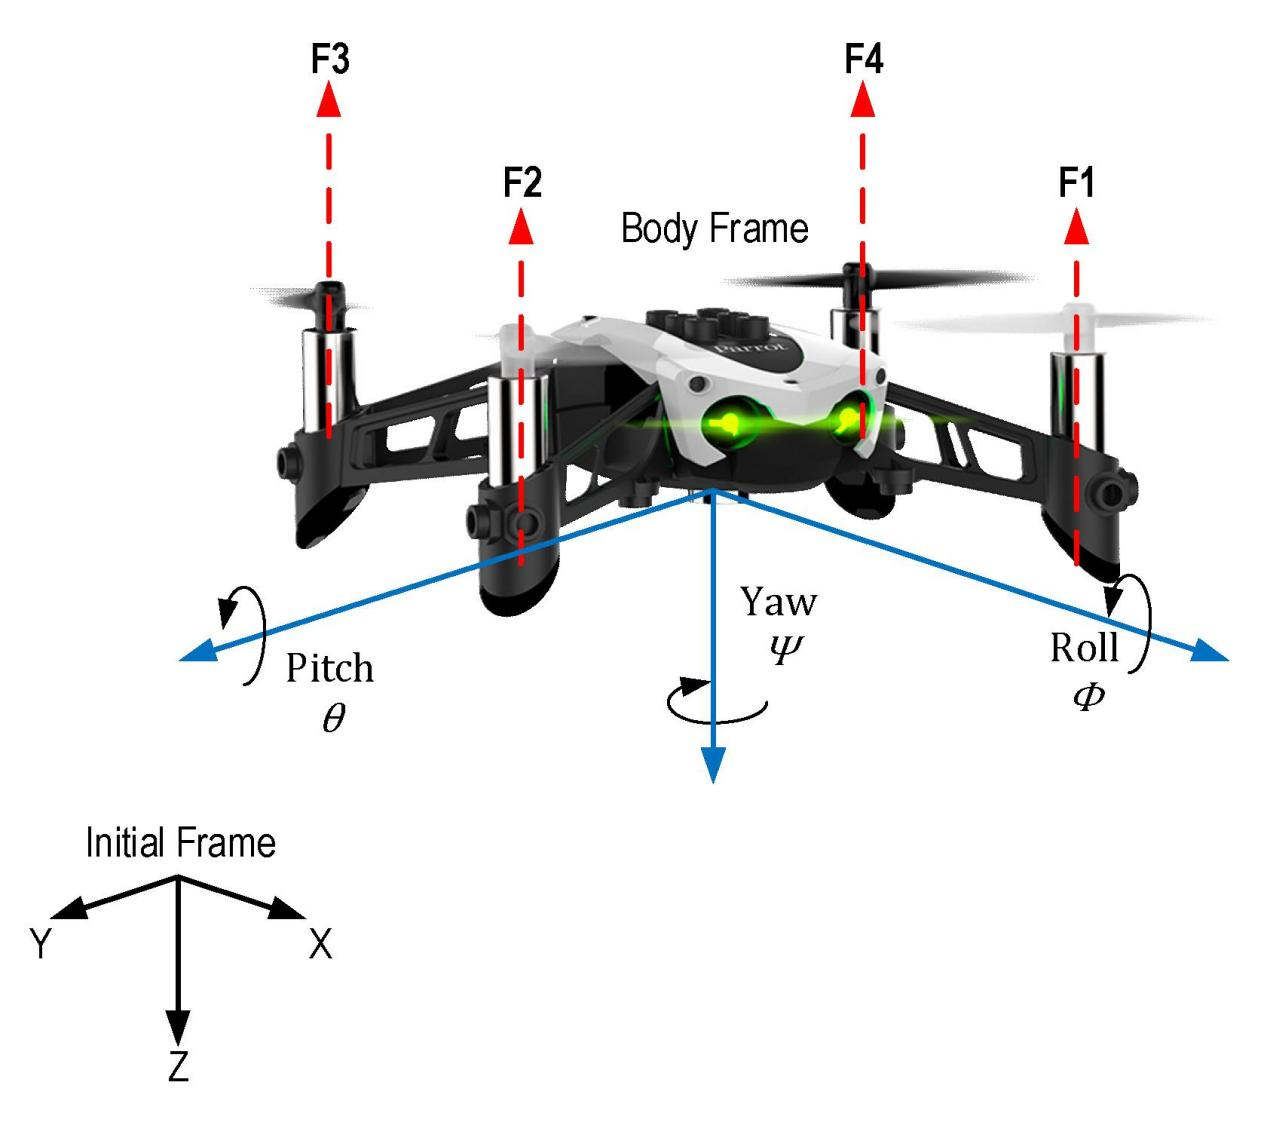 F3
F4
F2
F1
Body Frame
Parrot
Yaw
Ψ
Roll
Φ
Pitch
θ
Initial Frame
Y
X
Z